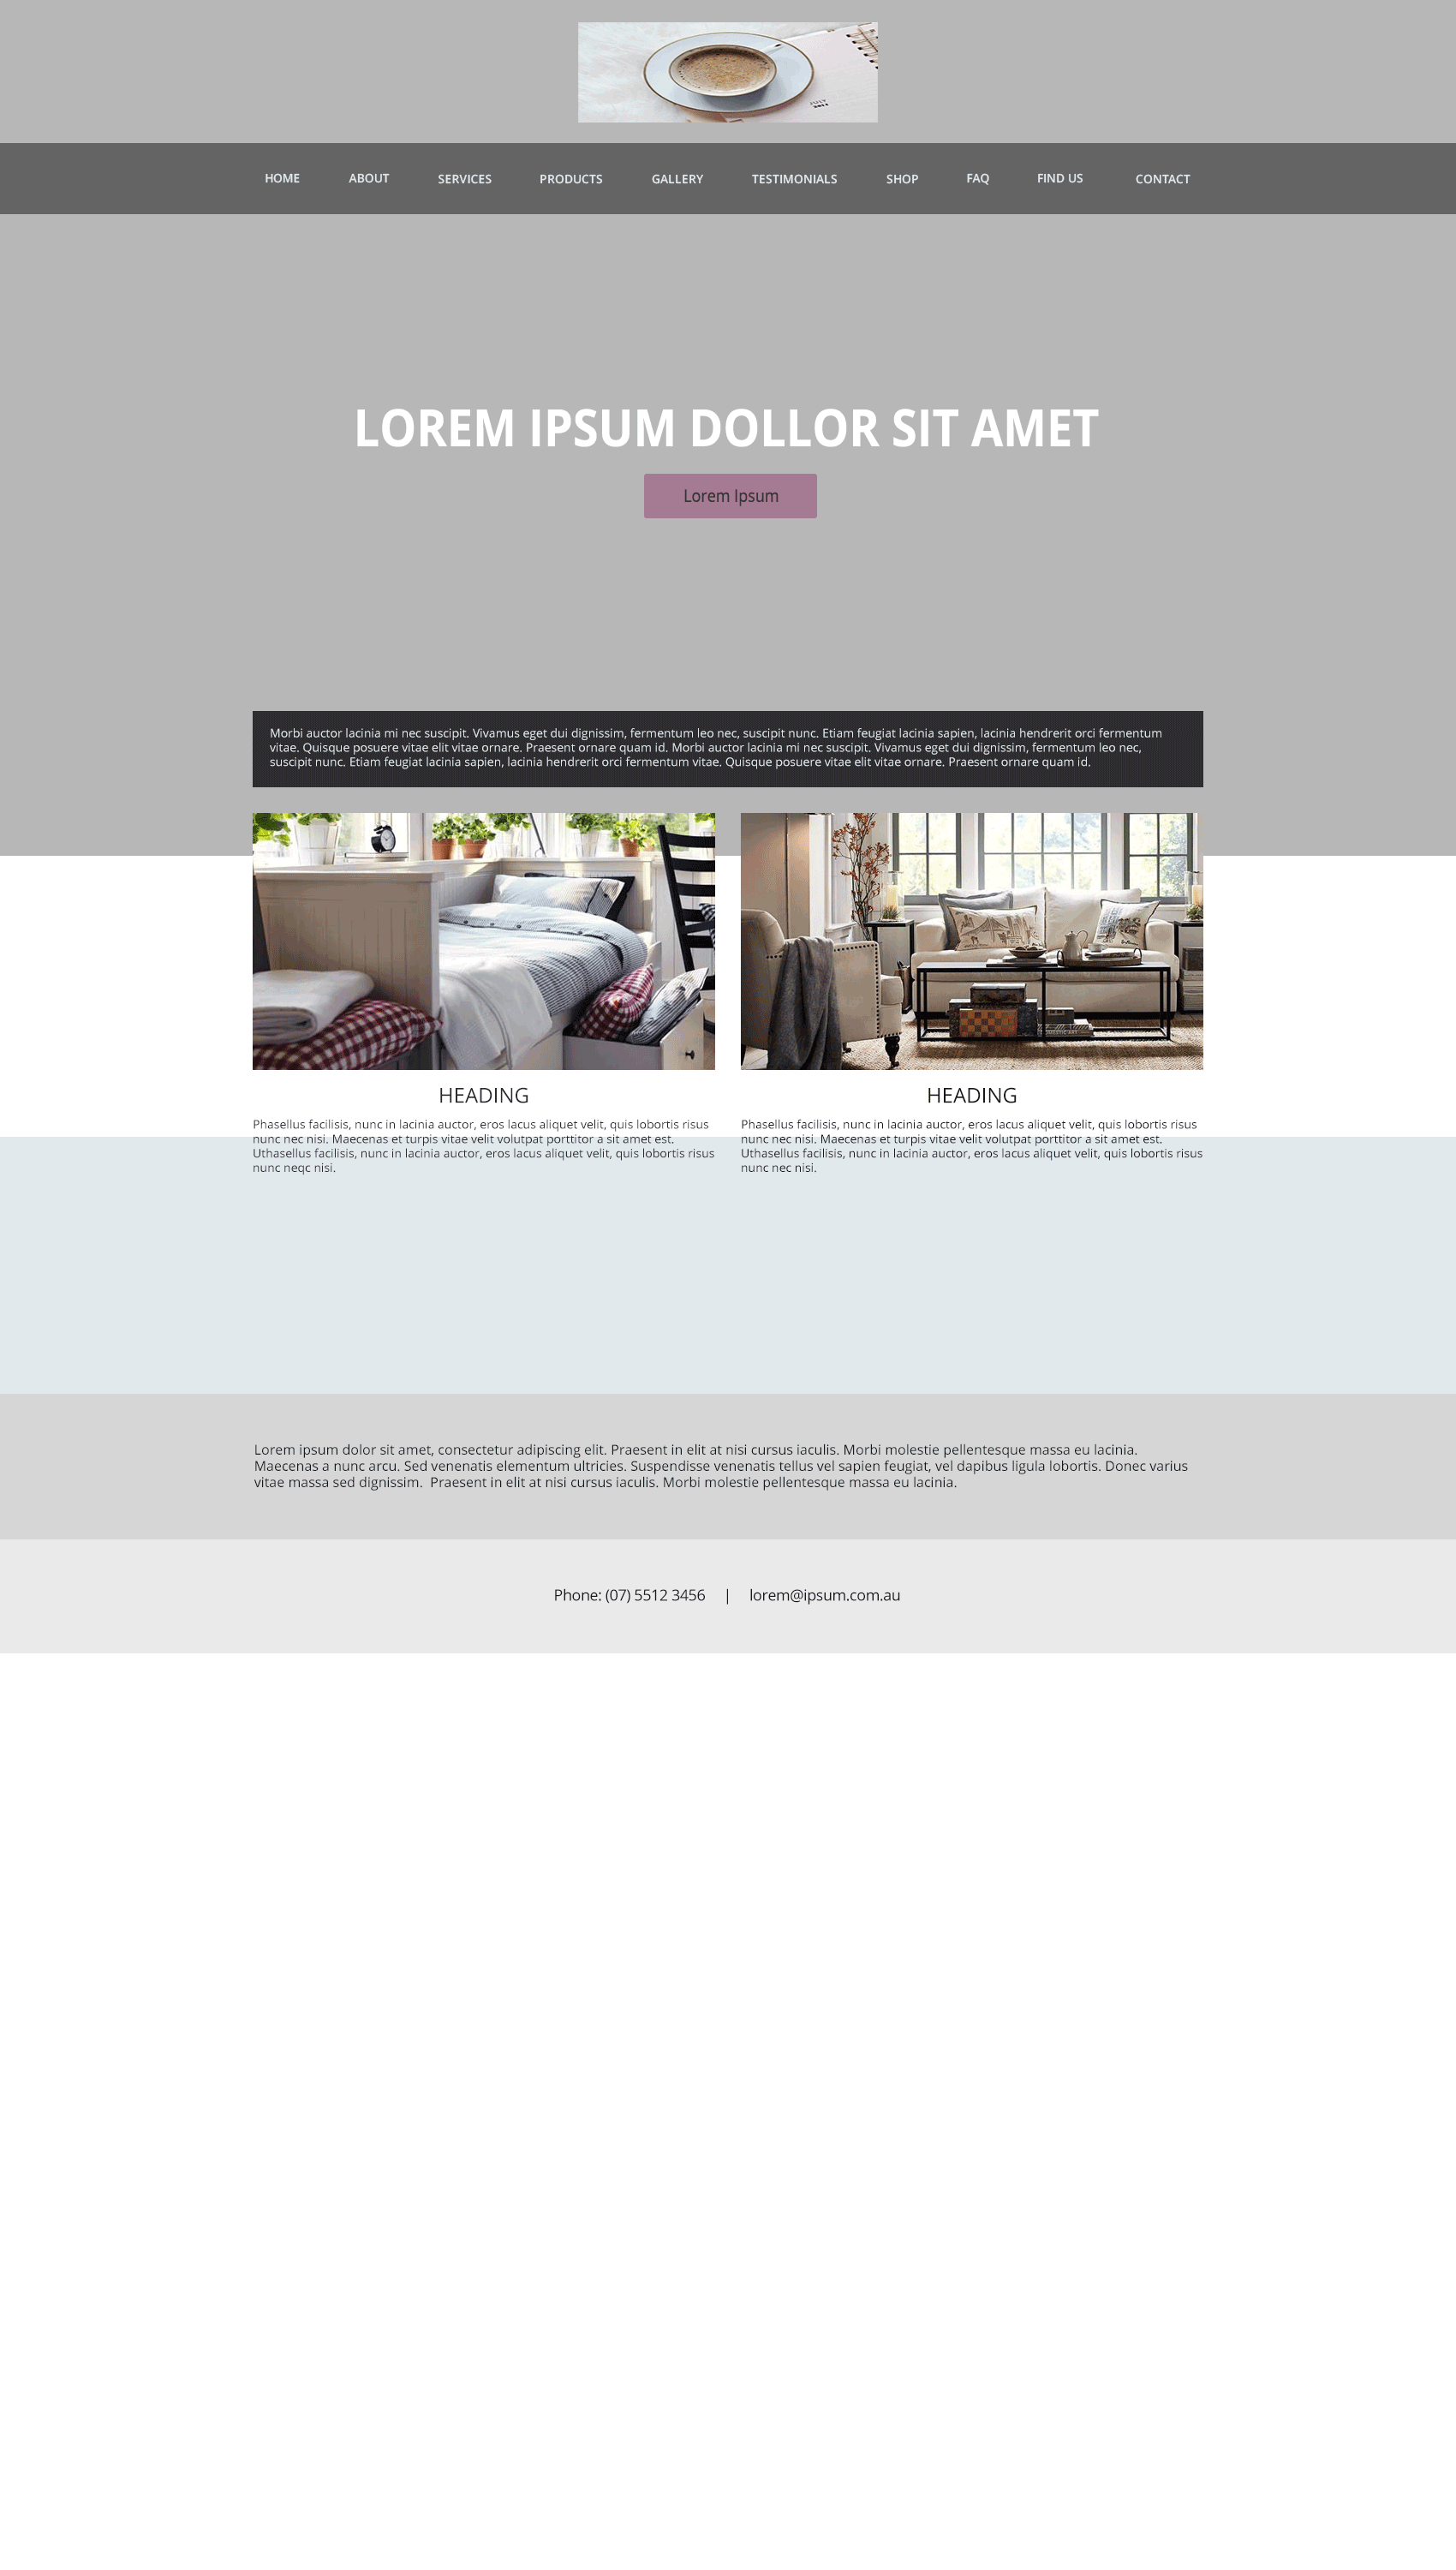 JULY
HOME ABOUT SERVICES PRODUCTS GALLERY TESTIMONIALS SHOP FAQ FIND US CONTACT
LOREM IPSUM DOLLOR SIT AMET
Lorem Ipsum
Morbi auctor lacinia mi nec suscipit. Vivamus eget dui dignissim, fermentum leo nec, suscipit nunc. Etiam feugiat lacinia sapien, lacinia hendrerit orci fermentum
vitae. Quisque posuere vitae elit vitae ornare. Praesent ornare quam id. Morbi auctor lacinia mi nec suscipit. Vivamus eget dui dignissim, fermentum leo nec,
suscipit nunc. Etiam feugiat lacinia sapien, lacinia hendrerit orci fermentum vitae. Quisque posuere vitae elit vitae ornare. Praesent ornare quam id.
HEADING
Phasellus facilisis, nunc in lacinia auctor, eros lacus aliquet velit, quis lobortis risus
nunc nec nisi. Maecenas et turpis vitae velit volutpat porttitor a sit amet est.
Uthasellus facilisis, nunc in lacinia auctor, eros lacus aliquet velit, quis lobortis risus
nunc neqc nisi.
HEADING
Phasellus facilisis, nunc in lacinia auctor, eros lacus aliquet velit, quis lobortis risus
nunc nec nisi. Maecenas et turpis vitae velit volutpat porttitor a sit amet est.
Uthasellus facilisis, nunc in lacinia auctor, eros lacus aliquet velit, quis lobortis risus
nunc nec nisi.
Lorem ipsum dolor sit amet, consectetur adipiscing elit. Praesent in elit at nisi cursus iaculis. Morbi molestie pellentesque massa eu lacinia.
Maecenas a nunc arcu. Sed venenatis elementum ultricies. Suspendisse venenatis tellus vel sapien feugiat, vel dapibus ligula lobortis. Donec varius
vitae massa sed dignissim.  Praesent in elit at nisi cursus iaculis. Morbi molestie pellentesque massa eu lacinia.
Phone: (07) 5512 3456 | lorem@ipsum.com.au